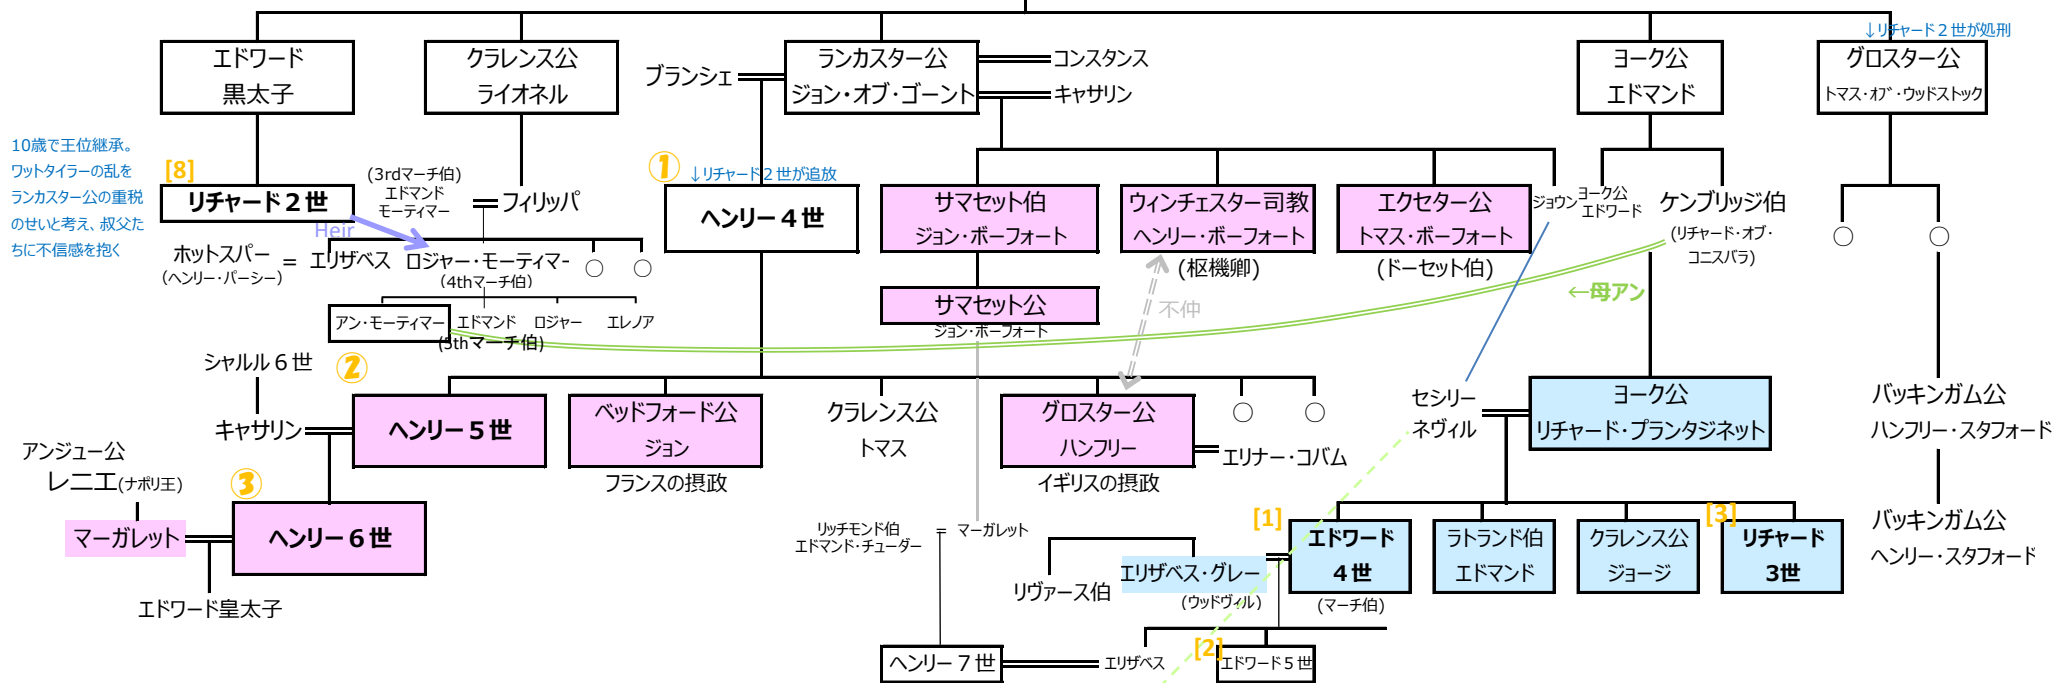 ↓リチャード２世が処刑
エドワード
黒太子
クラレンス公
ライオネル
ブランシェ
ランカスター公
ジョン・オブ・ゴーント
コンスタンス
キャサリン
ヨーク公
エドマンド
グロスター公
トマス・オブ・ウッドストック
10歳で王位継承。
ワットタイラーの乱を
ランカスター公の重税
のせいと考え、叔父た
ちに不信感を抱く
[8]
リチャード２世
Heir
(3rdマーチ伯)
エドマンド
モーティマー
フィリッパ
①
↓リチャード２世が追放
ヘンリー４世
サマセット伯
ジョン・ボーフォート
ウィンチェスター司教
ヘンリー・ボーフォート
(枢機卿)
エクセター公
トマス・ボーフォート
(ドーセット伯)
ジョウン
ヨーク公
エドワード
ケンブリッジ伯
(リチャード・オブ・
コニスバラ)
○
○
ホットスパー
(ヘンリー・パーシー)
=
エリザベス
ロジャー・モーティマー
(4thマーチ伯)
○
○
←母アン
サマセット公
ジョン・ボーフォート
不仲
アン・モーティマー
エドマンド
(5thマーチ伯)
ロジャー
エレノア
シャルル６世
②
キャサリン
ヘンリー５世
ベッドフォード公
ジョン
フランスの摂政
クラレンス公
トマス
グロスター公
ハンフリー
イギリスの摂政
○
○
エリナー・コバム
セシリー
ネヴィル
ヨーク公
リチャード・プランタジネット
バッキンガム公
ハンフリー・スタフォード
アンジュー公
レニエ(ナポリ王)
③
マーガレット
ヘンリー６世
エドワード皇太子
リッチモンド伯
エドマンド・チューダー
=
マーガレット
リヴァース伯
エリザベス・グレー
(ウッドヴィル)
[1]
エドワード
４世
(マーチ伯)
ラトランド伯
エドマンド
クラレンス公
ジョージ
[3]
リチャード
3世
バッキンガム公
ヘンリー・スタフォード
ヘンリー７世
エリザベス
[2]
エドワード５世